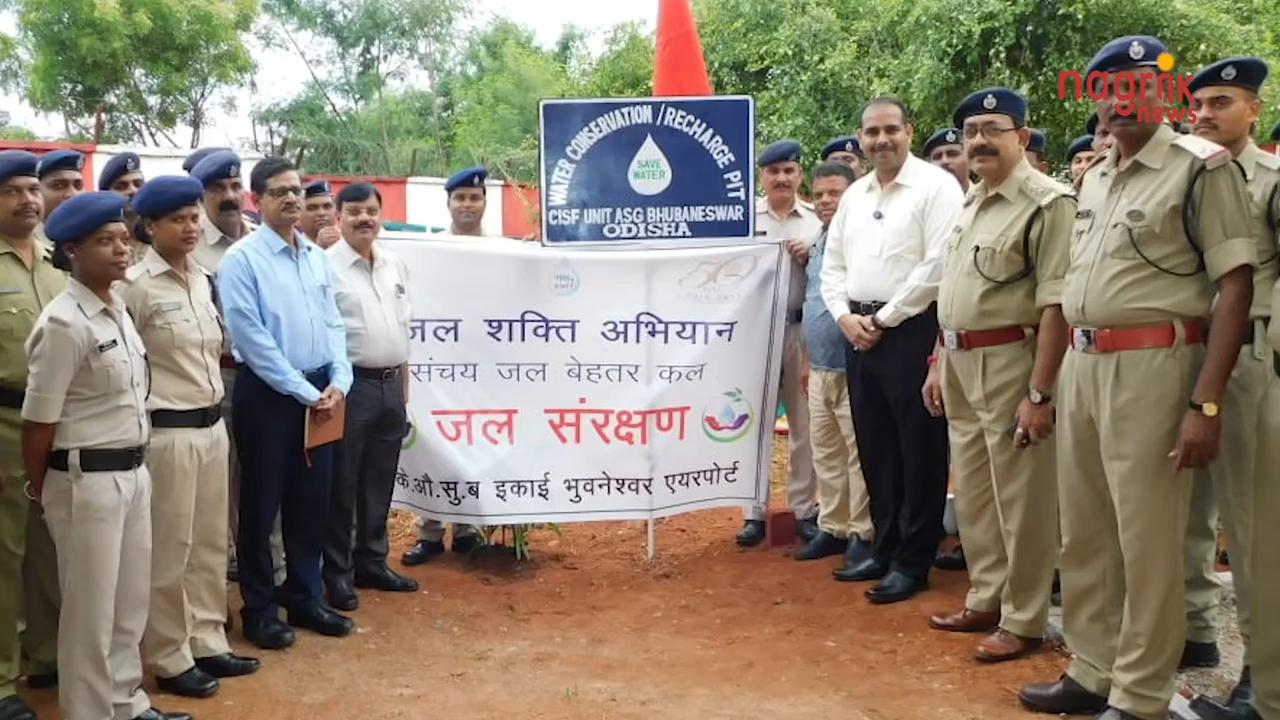 nagrik
news
WATER CONSERVATION / RECHARGE PIT
SAVE
WATER
CISF UNIT ASG BHUBANESWAR
ODISHA
50
जल शक्ति अभियान
संचय जल बेहतर कल
जल संरक्षण
के.औ.सु.ब इकाई भुवनेश्वर एयरपोर्ट